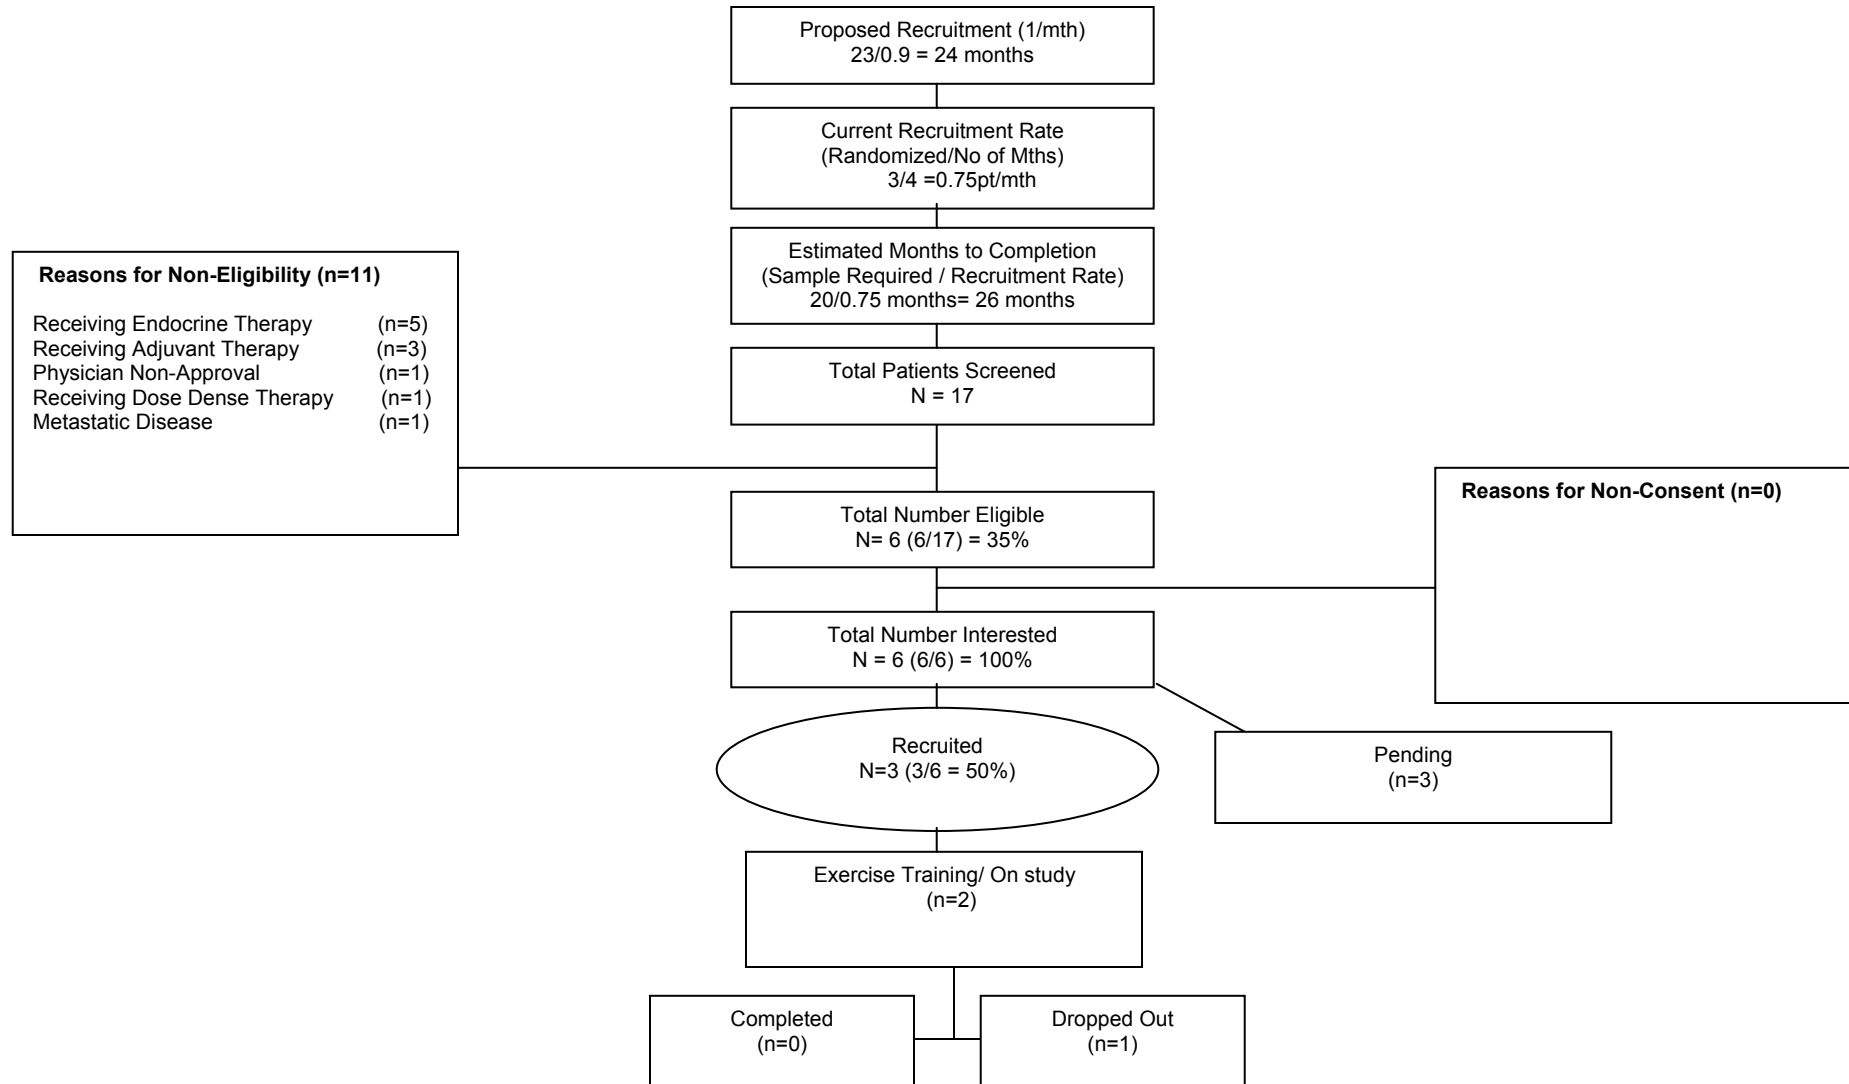 Proposed Recruitment (1/mth)
23/0.9 = 24 months
Current Recruitment Rate
(Randomized/No of Mths)
3/4 =0.75pt/mth
Estimated Months to Completion
(Sample Required / Recruitment Rate)
20/0.75 months= 26 months
Total Patients Screened
N = 17
Reasons for Non-Eligibility (n=11)
Receiving Endocrine Therapy (n=5)
Receiving Adjuvant Therapy (n=3)
Physician Non-Approval (n=1)
Receiving Dose Dense Therapy (n=1)
Metastatic Disease (n=1)
Total Number Eligible
N= 6 (6/17) = 35%
Reasons for Non-Consent (n=0)
Total Number Interested
N = 6 (6/6) = 100%
Recruited
N=3 (3/6 = 50%)
Pending
(n=3)
Exercise Training/ On study
(n=2)
Completed
(n=0)
Dropped Out
(n=1)